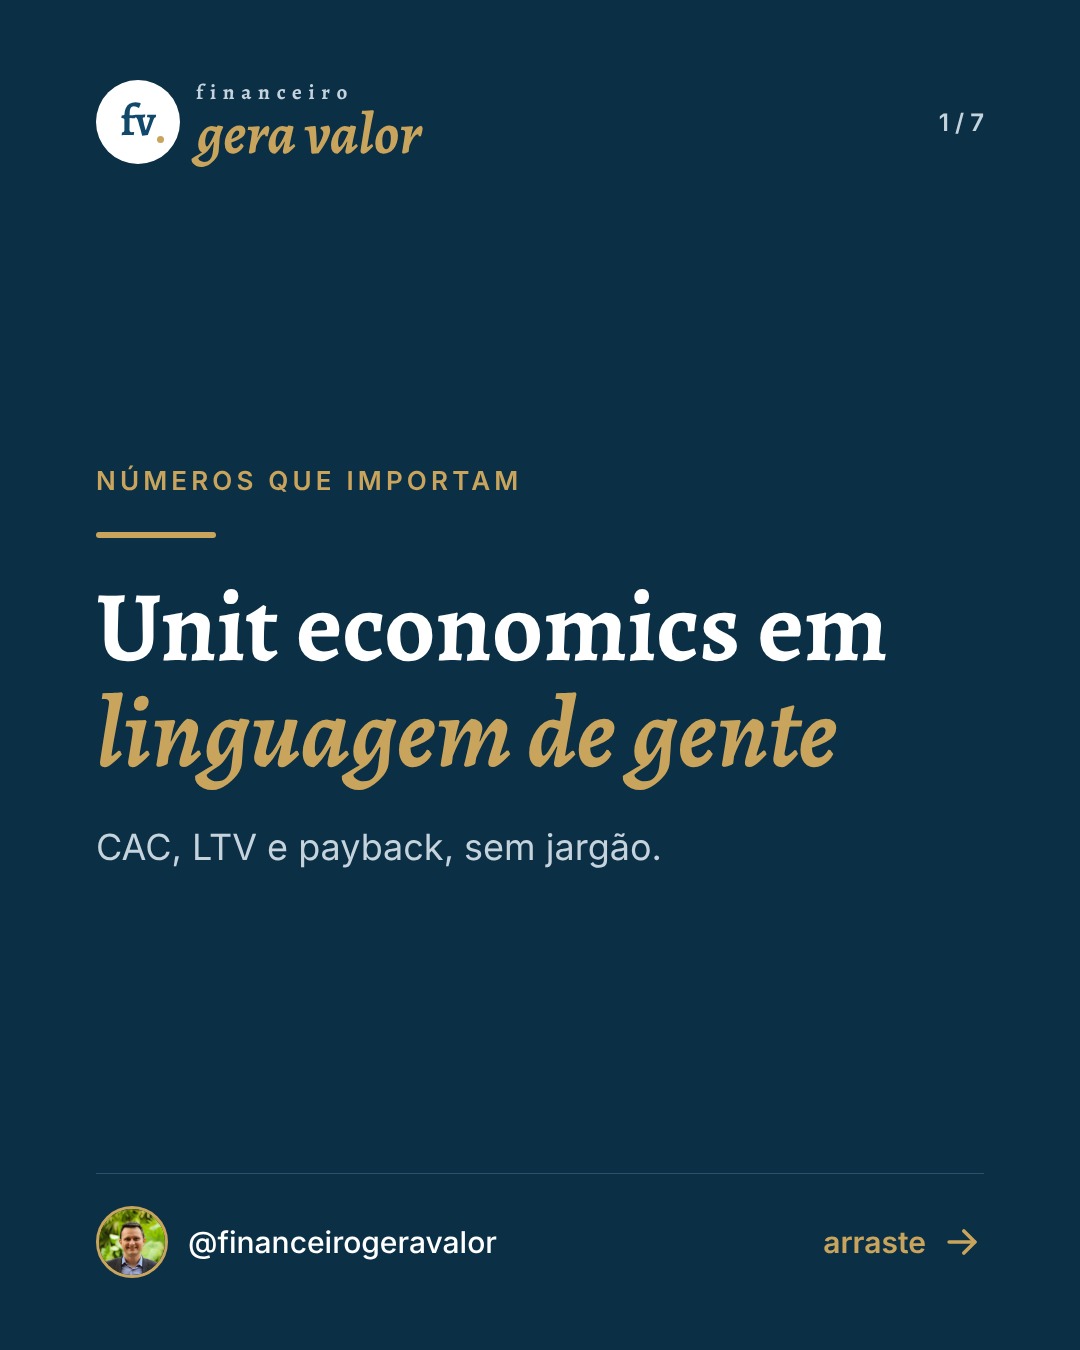 fv.
financeiro
gera valor
1/7
NÚMEROS QUE IMPORTAM
Unit economics em
linguagem de gente
CAC, LTV e payback, sem jargão.
@financeirogeravalor
arraste →